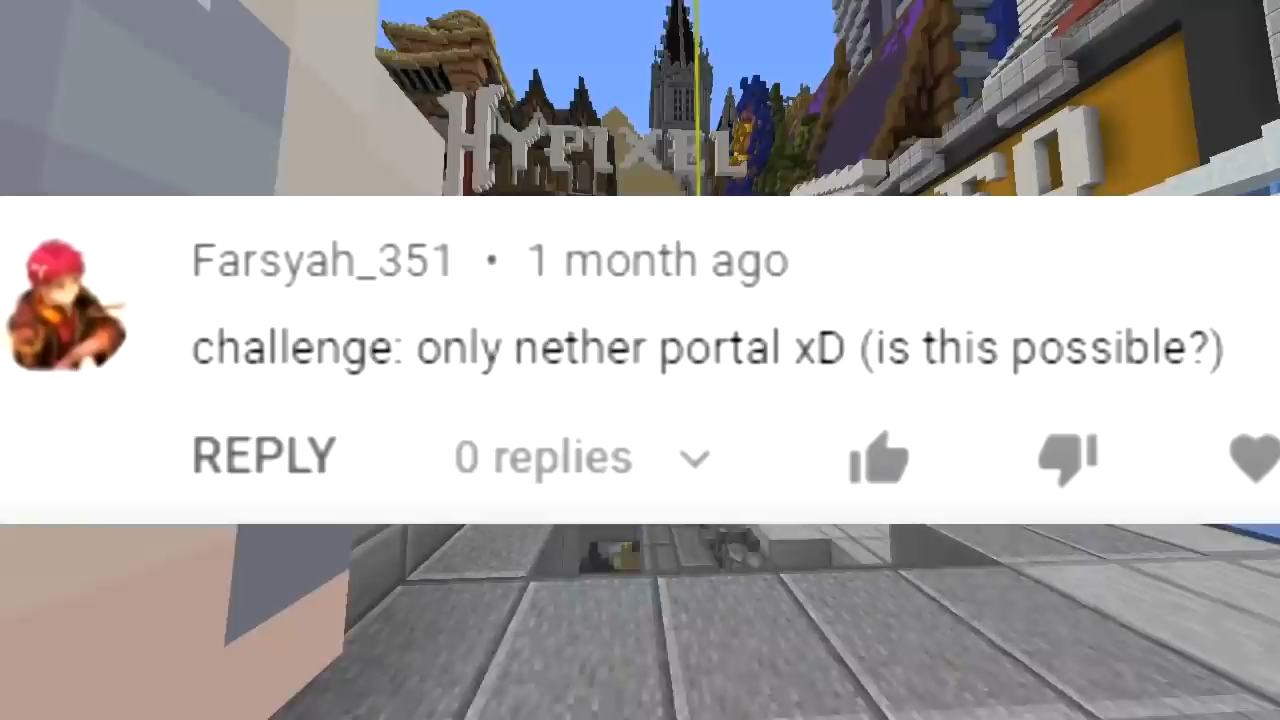 HYPIXEL
Farsyah_351 • 1 month ago
challenge: only nether portal xD (is this possible?)
REPLY 0 replies